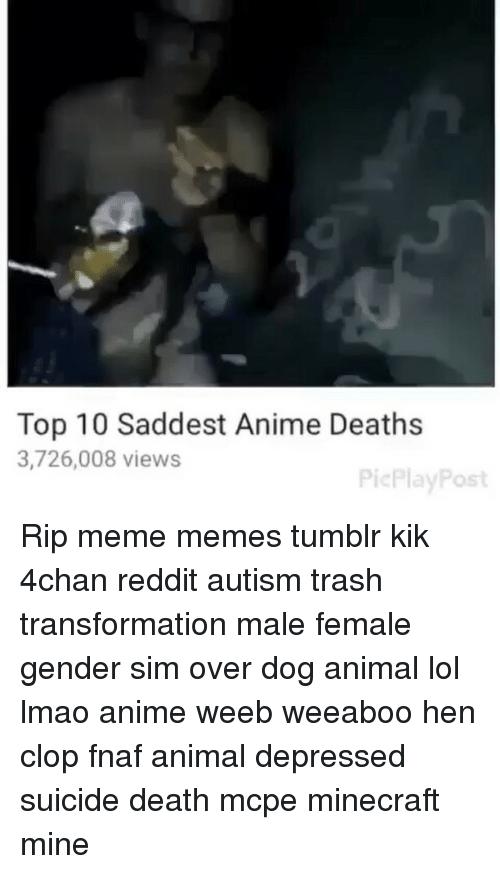 Top 10 Saddest Anime Deaths
3,726,008 views
PicPlayPost
Rip meme memes tumblr kik
4chan reddit autism trash
transformation male female
gender sim over dog animal lol
lmao anime weeb weeaboo hen
clop fnaf animal depressed
suicide death mcpe minecraft
mine